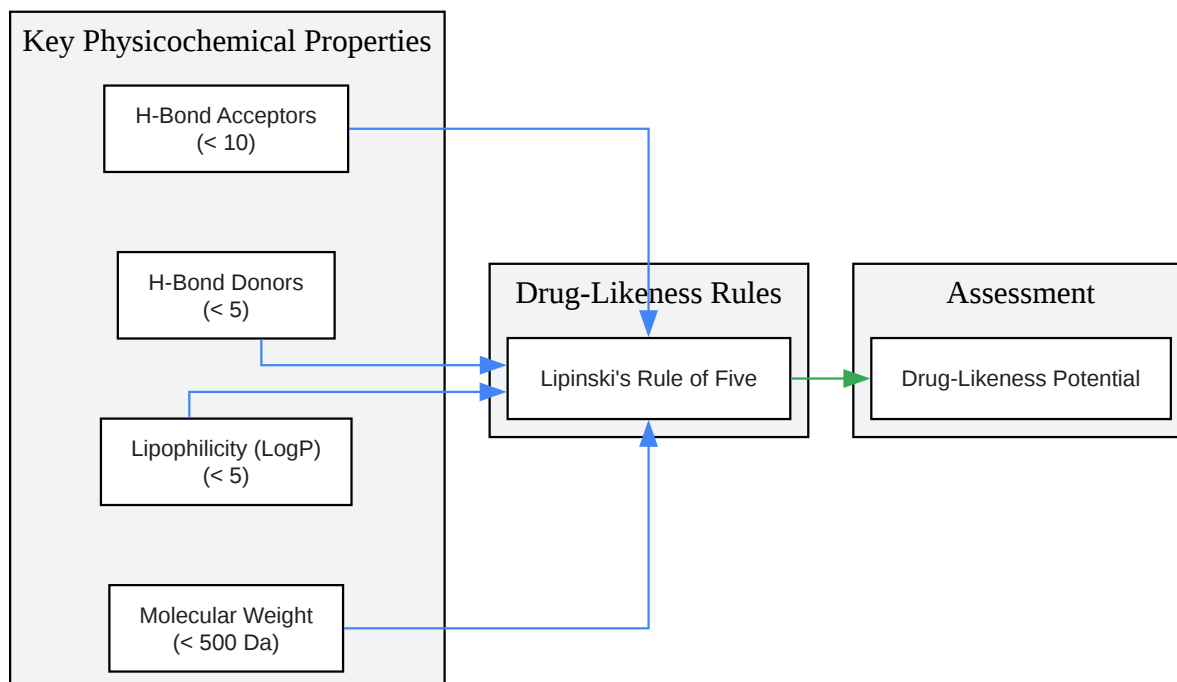 Key Physicochemical Properties
H-Bond Acceptors
(< 10)
H-Bond Donors
(< 5)
Lipophilicity (LogP)
(< 5)
Molecular Weight
(< 500 Da)
Drug-Likeness Rules
Lipinski's Rule of Five
Assessment
Drug-Likeness Potential